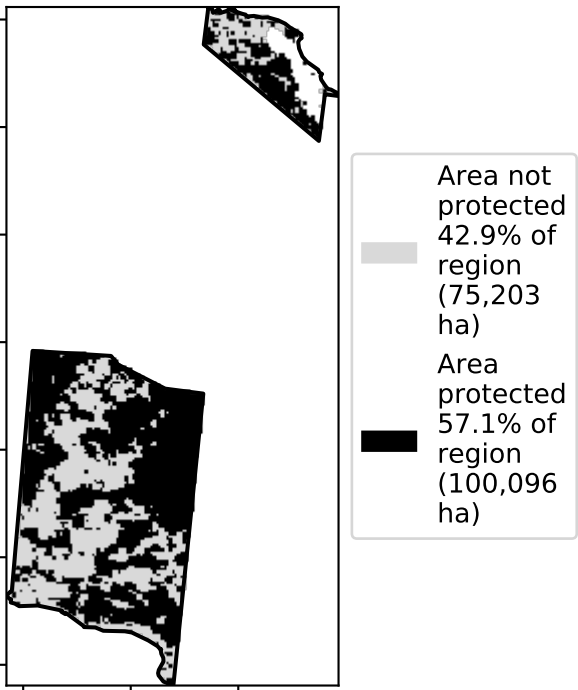 Area not
protected
42.9% of
region
(75,203
ha)
Area
protected
57.1% of
region
(100,096
ha)